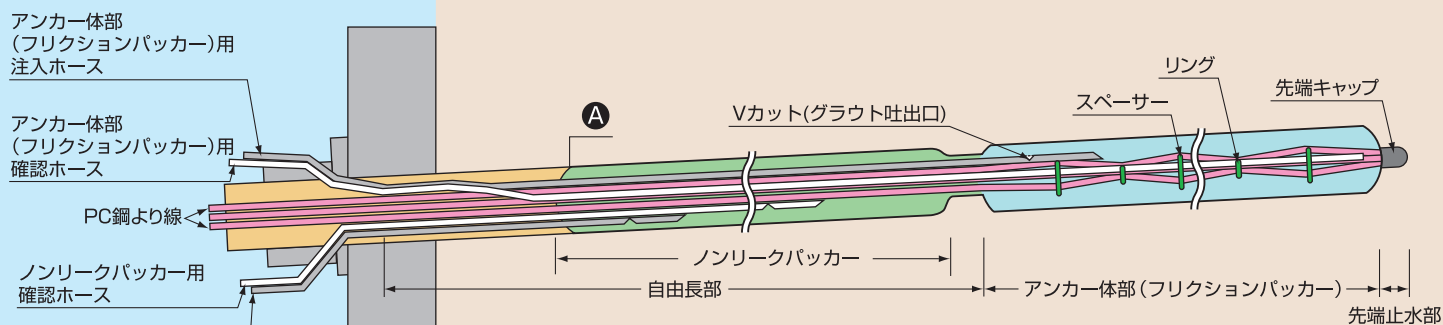 アンカー体部
(フリクションパッカー)用
注入ホース
アンカー体部
(フリクションパッカー)用
確認ホース
PC鋼より線
ノンリークパッカー用
確認ホース
A
Vカット(グラウト吐出口)
スペーサー
リング
先端キャップ
ノンリークパッカー
自由長部
アンカー体部(フリクションパッカー)
先端止水部